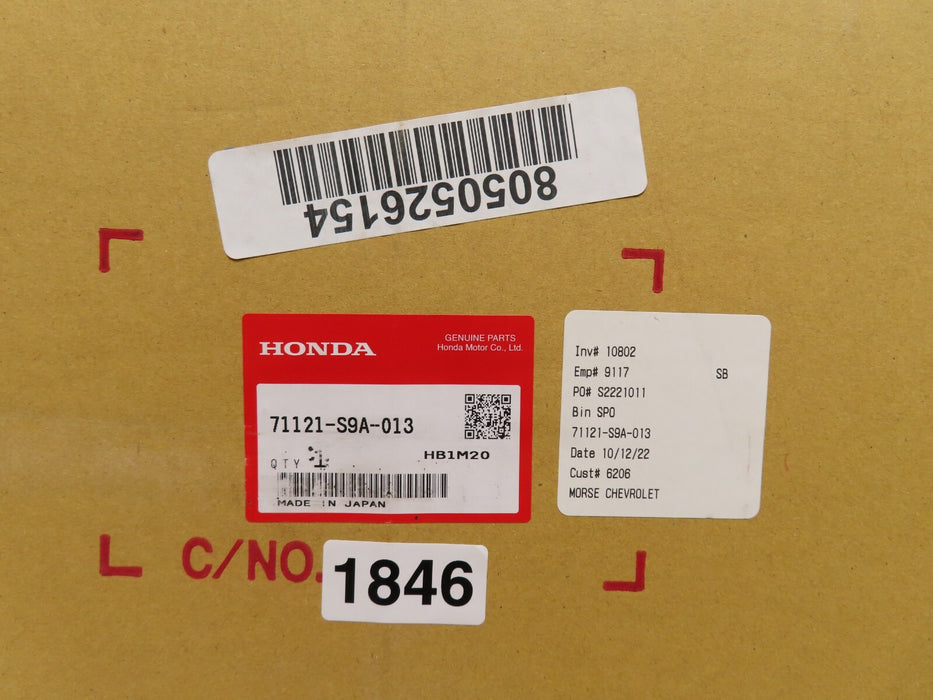 8050526154
HONDA
GENUINE PARTS
Honda Motor Co., Ltd.
71121-S9A-013
HB1M20
QTY 1
MADE IN JAPAN
Inv# 10802
Emp# 9117 SB
PO# S2221011
Bin SPO
71121-S9A-013
Date 10/12/22
Cust# 6206
MORSE CHEVROLET
C/NO.
1846